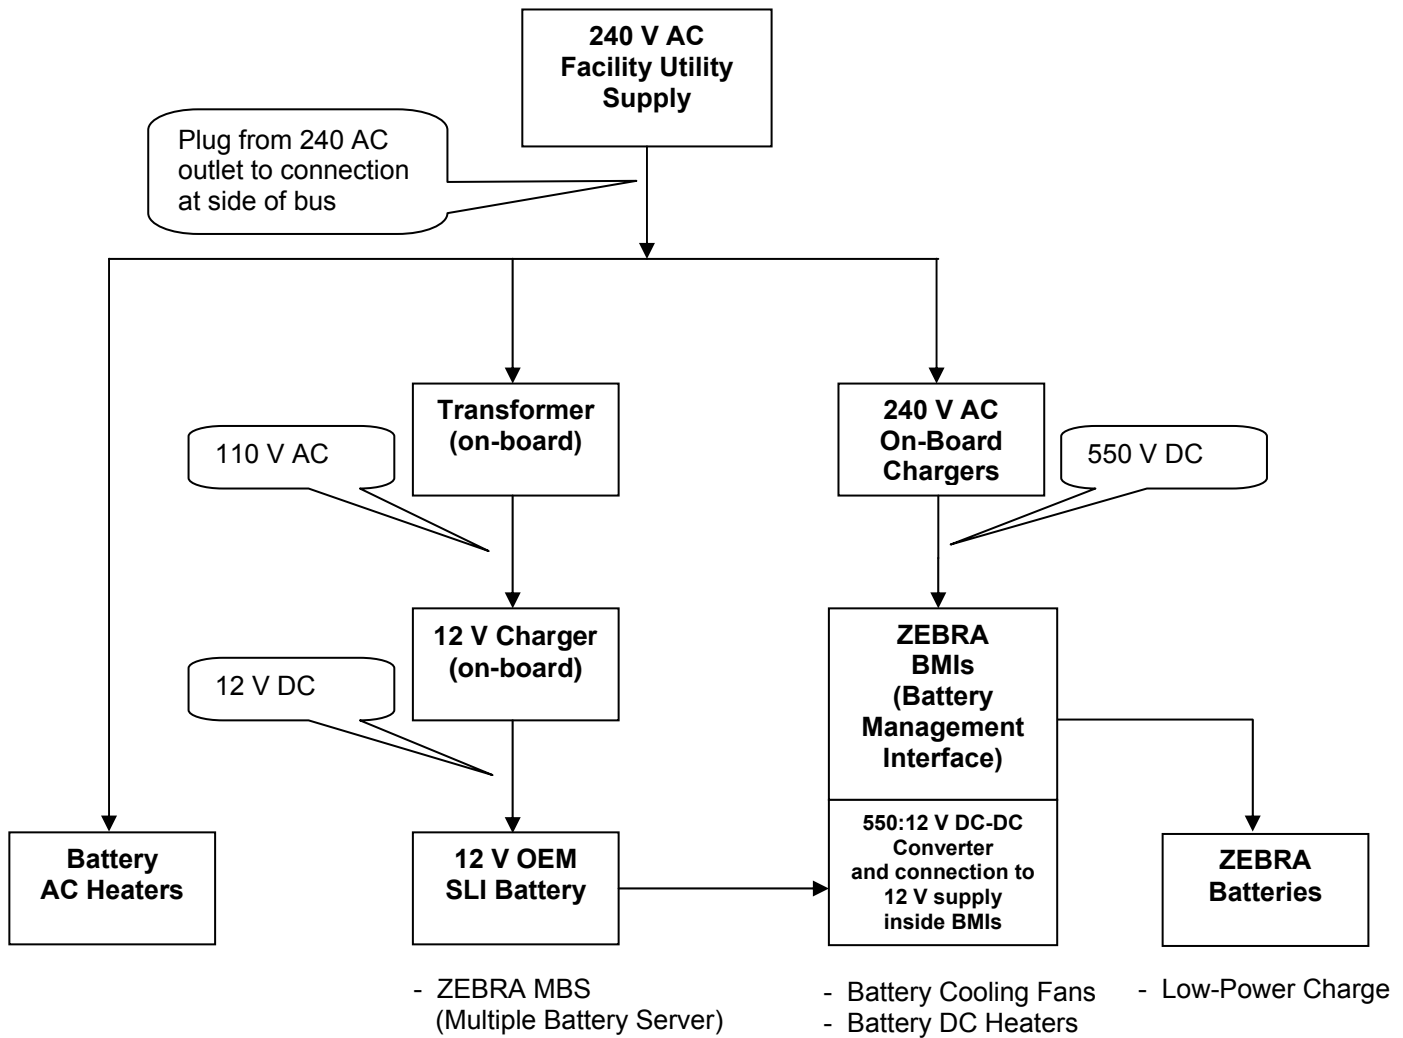 240 V AC
Facility Utility
Supply
Plug from 240 AC
outlet to connection
at side of bus
Transformer
(on-board)
240 V AC
On-Board
Chargers
110 V AC
550 V DC
12 V Charger
(on-board)
ZEBRA
BMIs
(Battery
Management
Interface)
12 V DC
Battery
AC Heaters
12 V OEM
SLI Battery
550:12 V DC-DC
Converter
and connection to
12 V supply
inside BMIs
ZEBRA
Batteries
- ZEBRA MBS
(Multiple Battery Server)
- Battery Cooling Fans
- Battery DC Heaters
- Low-Power Charge